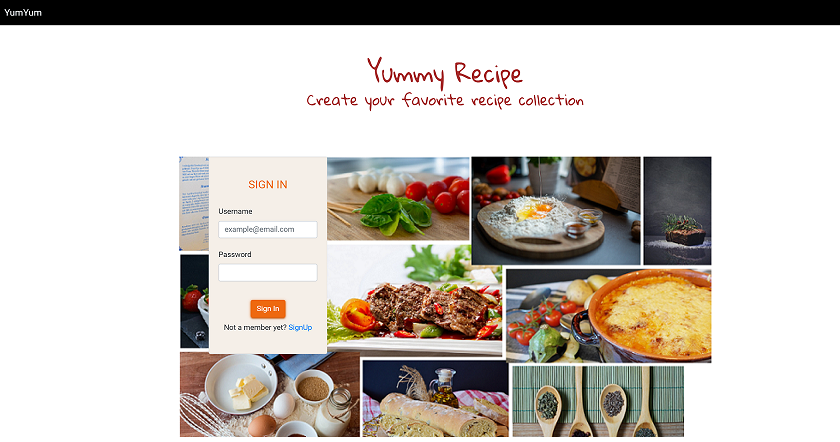 YumYum
Yummy Recipe
Create your favorite recipe collection
SIGN IN
Username
example@email.com
Password
Sign In
Not a member yet? SignUp